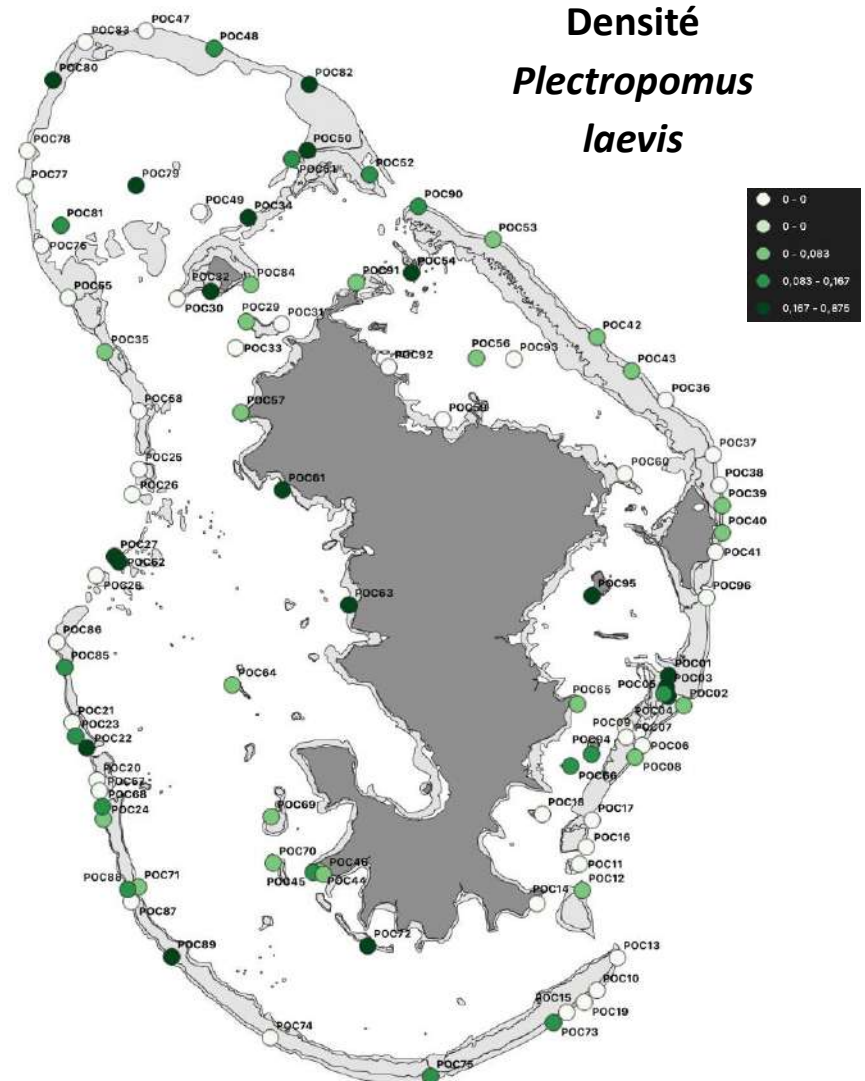 Densité
Plectropomus
laevis
0 - 0
0 - 0
0 - 0,083
0,083 - 0,167
0,167 - 0,875
POC47
POC83
POC48
POC80
POC82
POC78
POC50
POC51
POC52
POC77
POC79
POC49
POC34
POC90
POC81
POC53
POC76
POC54
POC32
POC84
POC91
POC55
POC30
POC29
POC31
POC42
POC35
POC33
POC92
POC56
POC93
POC43
POC36
POC58
POC57
POC59
POC37
POC25
POC60
POC38
POC26
POC61
POC39
POC40
POC27
POC62
POC41
POC28
POC95
POC96
POC63
POC86
POC85
POC01
POC03
POC05
POC64
POC65
POC04
POC02
POC21
POC23
POC22
POC09
POC07
POC06
POC94
POC08
POC66
POC20
POC67
POC68
POC24
POC69
POC18
POC17
POC16
POC70
POC46
POC11
POC88
POC71
POC45
POC44
POC12
POC87
POC14
POC89
POC72
POC13
POC10
POC15
POC19
POC74
POC73
POC75